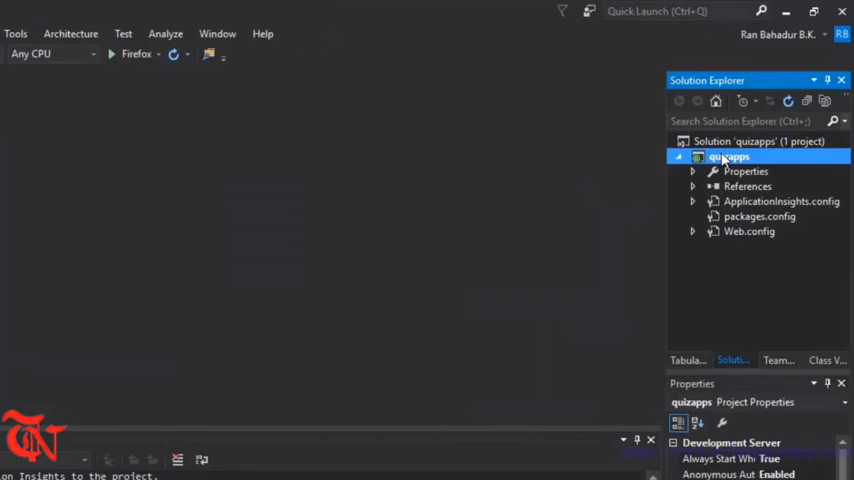 Quick Launch (Ctrl+Q)
Tools Architecture Test Analyze Window Help
Ran Bahadur B.K. RB
Any CPU Firefox
Solution Explorer
Search Solution Explorer (Ctrl+;)
Solution 'quizapps' (1 project)
quizapps
Properties
References
ApplicationInsights.config
packages.config
Web.config
Tabula... Soluti... Team... Class V...
Properties
quizapps Project Properties
Development Server
Always Start Whe True
Anonymous Aut Enabled
on Insights to the project.